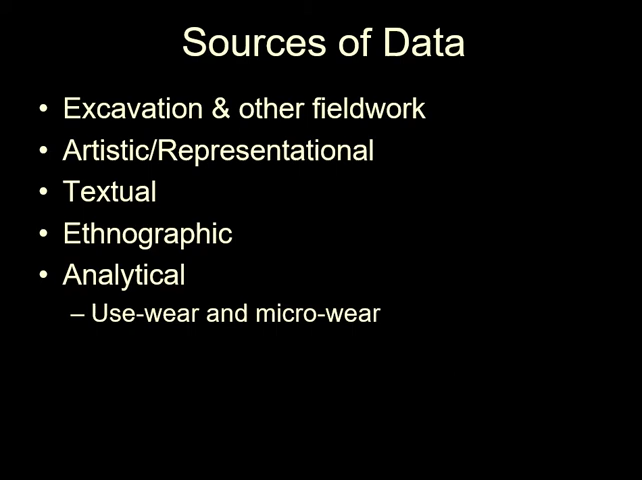 Sources of Data
• Excavation & other fieldwork
• Artistic/Representational
• Textual
• Ethnographic
• Analytical
– Use-wear and micro-wear